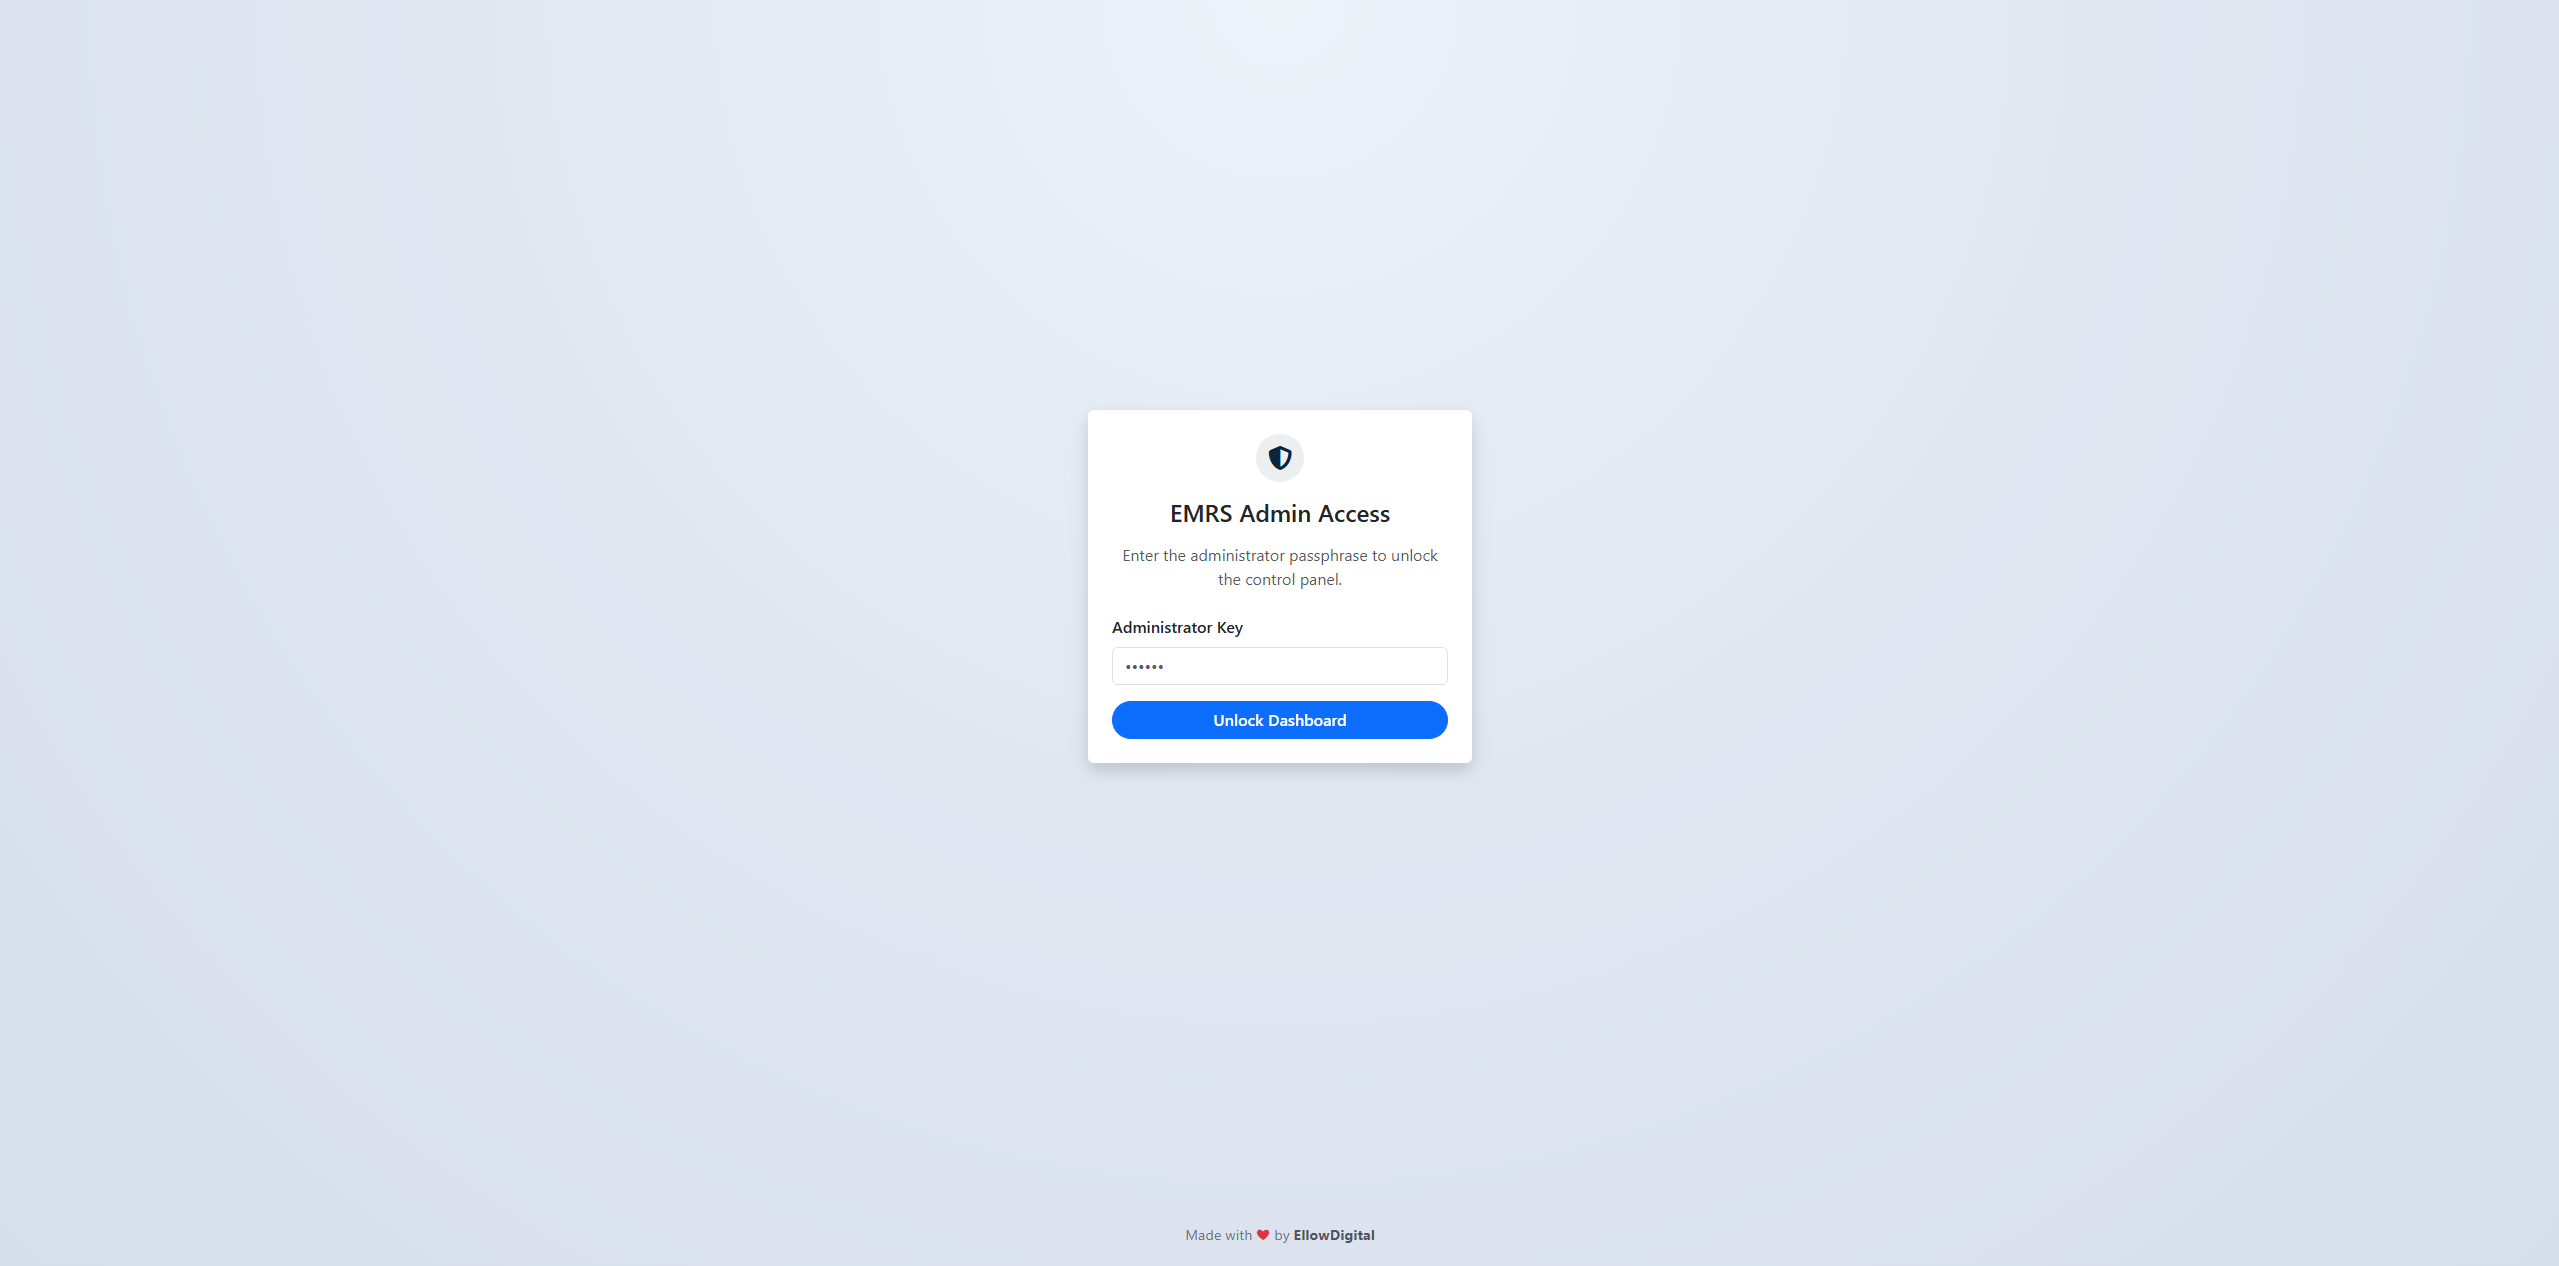 EMRS Admin Access
Enter the administrator passphrase to unlock
the control panel.
Administrator Key
••••••
Unlock Dashboard
Made with ❤ by EllowDigital